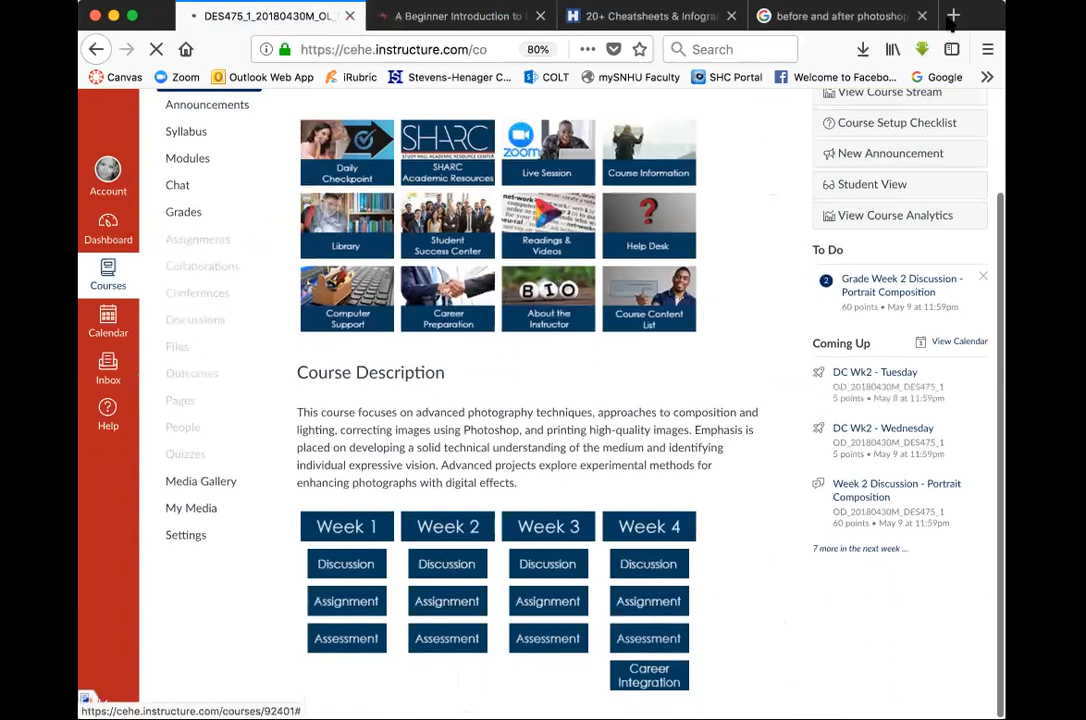 DES475_1_20180430M_OL_
A Beginner Introduction to L
20+ Cheatsheets & Infogra
before and after photoshop
https://cehe.instructure.com/co
80%
Search
Canvas
Zoom
Outlook Web App
iRubric
Stevens-Henager C...
COLT
mySNHU Faculty
SHC Portal
Welcome to Facebo...
Google
Account
Dashboard
Courses
Calendar
Inbox
Help
Announcements
Syllabus
Modules
Chat
Grades
Assignments
Collaborations
Conferences
Discussions
Files
Outcomes
Pages
People
Quizzes
Media Gallery
My Media
Settings
Daily
Checkpoint
SHARC
STUDY HALL ACADEMIC RESOURCE CENTER
SHARC
Academic Resources
zoom
Live Session
Course Information
Library
Student
Success Center
Readings &
Videos
Help Desk
Computer
Support
Career
Preparation
BIO
About the
Instructor
Course Content
List
Course Description
This course focuses on advanced photography techniques, approaches to composition and
lighting, correcting images using Photoshop, and printing high-quality images. Emphasis is
placed on developing a solid technical understanding of the medium and identifying
individual expressive vision. Advanced projects explore experimental methods for
enhancing photographs with digital effects.
Week 1
Week 2
Week 3
Week 4
Discussion
Discussion
Discussion
Discussion
Assignment
Assignment
Assignment
Assignment
Assessment
Assessment
Assessment
Assessment
Career
Integration
View Course Stream
Course Setup Checklist
New Announcement
Student View
View Course Analytics
To Do
2
Grade Week 2 Discussion -
Portrait Composition
60 points • May 9 at 11:59pm
Coming Up
View Calendar
DC Wk2 - Tuesday
OD_20180430M_DES475_1
5 points • May 8 at 11:59pm
DC Wk2 - Wednesday
OD_20180430M_DES475_1
5 points • May 9 at 11:59pm
Week 2 Discussion - Portrait
Composition
OD_20180430M_DES475_1
60 points • May 9 at 11:59pm
7 more in the next week ...
https://cehe.instructure.com/courses/92401#